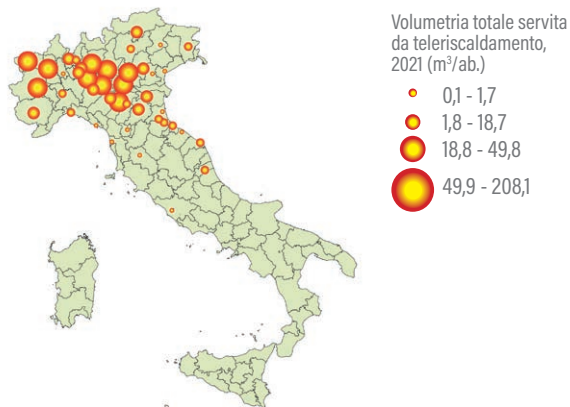 Volumetria totale servita
da teleriscaldamento,
2021 (m³/ab.)
0,1 - 1,7
1,8 - 18,7
18,8 - 49,8
49,9 - 208,1